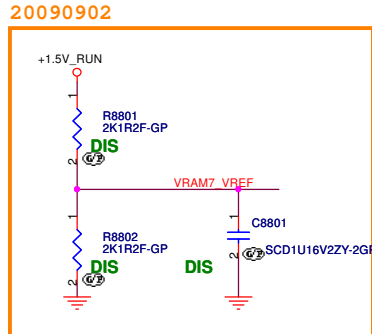 20090902
+1.5V_RUN
1
R8801
2K1R2F-GP
DIS
2
G/P
VRAM7_VREF
1
C8801
1
R8802
2K1R2F-GP
2
G/P
SCD1U16V2ZY-2GP
DIS
DIS
2
G/P